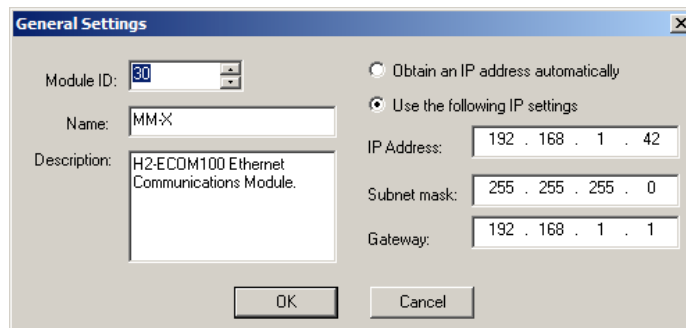 General Settings
Module ID: 30
Name: MM-X
Description: H2-ECOM100 Ethernet
Communications Module.
Obtain an IP address automatically
Use the following IP settings
IP Address: 192 . 168 . 1 . 42
Subnet mask: 255 . 255 . 255 . 0
Gateway: 192 . 168 . 1 . 1
OK
Cancel